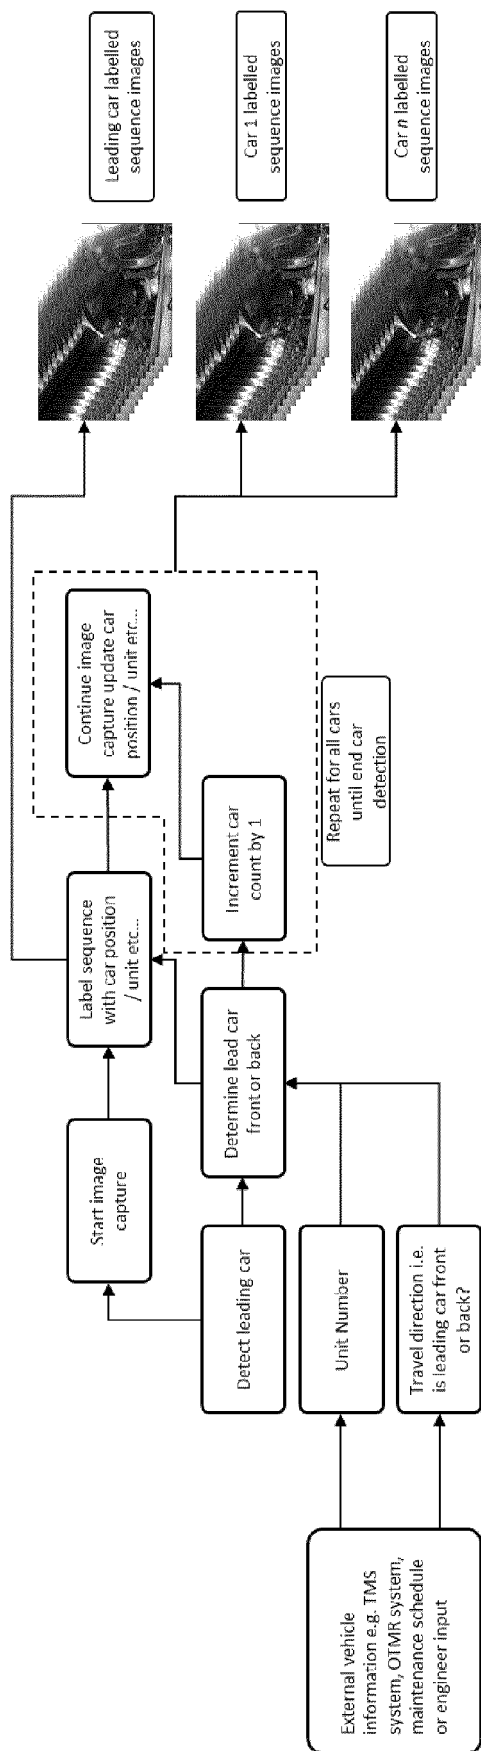 External vehicle
information e.g. TMS
system, OTMR system,
maintenance schedule
or engineer input
Detect leading car
Unit Number
Travel direction i.e.
is leading car front
or back?
Start image
capture
Determine lead car
front or back
Label sequence
with car position
/ unit etc...
Increment car
count by 1
Continue image
capture update car
position / unit etc...
Repeat for all cars
until end car
detection
Leading car labelled
sequence images
Car 1 labelled
sequence images
Car n labelled
sequence images